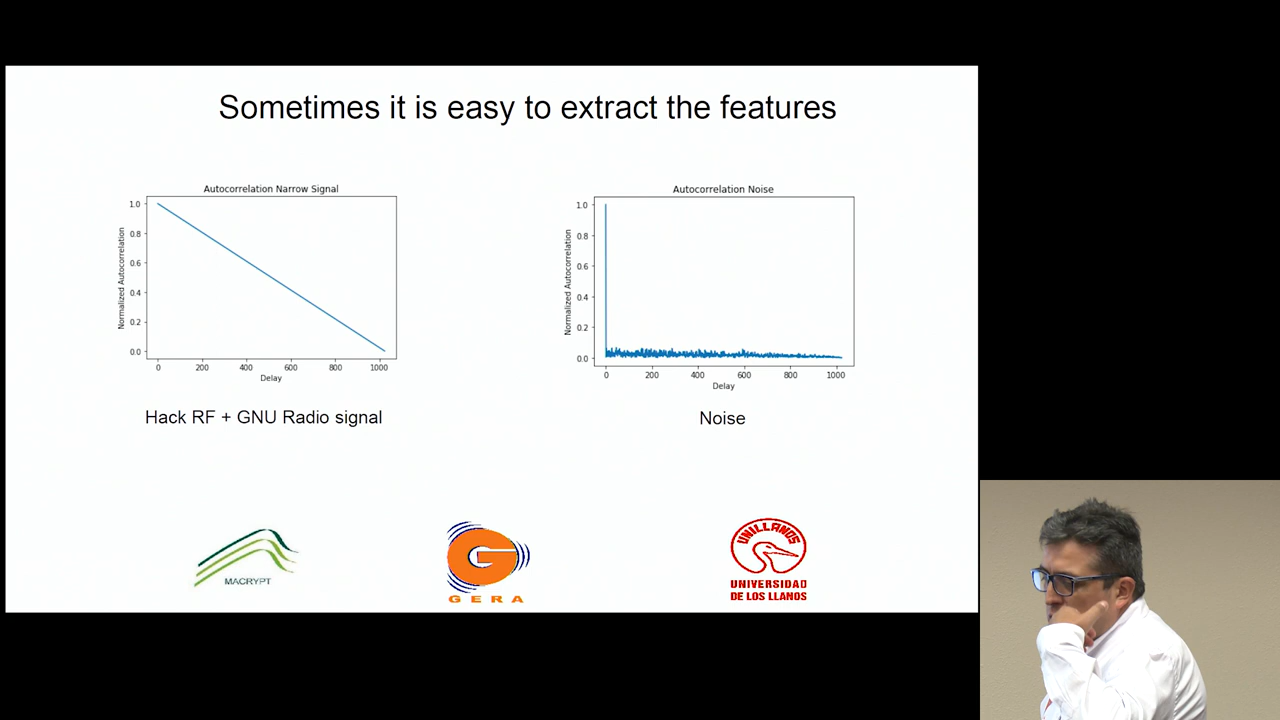 Sometimes it is easy to extract the features
Autocorrelation Narrow Signal
Normalized Autocorrelation
1.0
0.8
0.6
0.4
0.2
0.0
0 200 400 600 800 1000
Delay
Hack RF + GNU Radio signal
Autocorrelation Noise
Normalized Autocorrelation
1.0
0.8
0.6
0.4
0.2
0.0
0 200 400 600 800 1000
Delay
Noise
MACRYPT
G
GERA
UNILLANOS
UNIVERSIDAD
DE LOS LLANOS